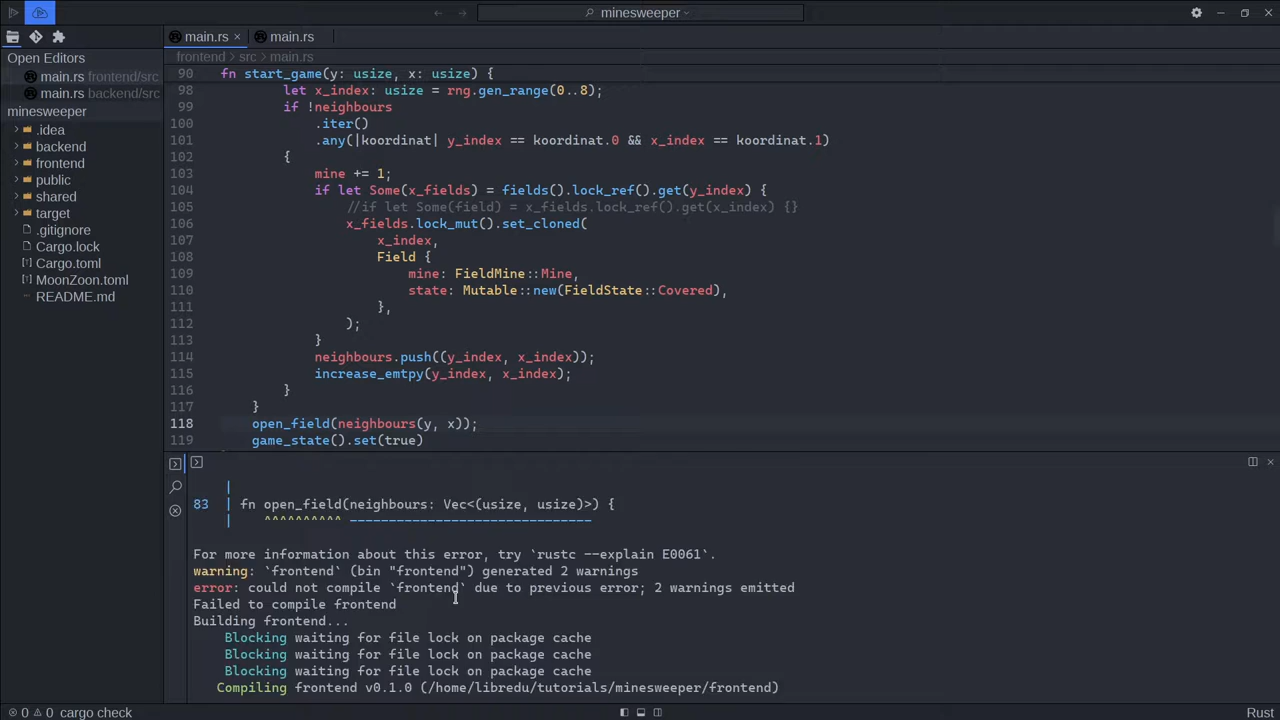 minesweeper
main.rs × main.rs
Open Editors
main.rs frontend/src
main.rs backend/src
minesweeper
.idea
backend
frontend
public
shared
target
.gitignore
Cargo.lock
Cargo.toml
MoonZoon.toml
README.md
frontend > src > main.rs
90 fn start_game(y: usize, x: usize) {
98 let x_index: usize = rng.gen_range(0..8);
99 if !neighbours
100 .iter()
101 .any(|koordinat| y_index == koordinat.0 && x_index == koordinat.1)
102 {
103 mine += 1;
104 if let Some(x_fields) = fields().lock_ref().get(y_index) {
105 //if let Some(field) = x_fields.lock_ref().get(x_index) {}
106 x_fields.lock_mut().set_cloned(
107 x_index,
108 Field {
109 mine: FieldMine::Mine,
110 state: Mutable::new(FieldState::Covered),
111 },
112 );
113 }
114 neighbours.push((y_index, x_index));
115 increase_emtpy(y_index, x_index);
116 }
117 }
118 open_field(neighbours(y, x));
119 game_state().set(true)
|
83 | fn open_field(neighbours: Vec<(usize, usize)>) {
| ^^^^^^^^^^ -------------------------------
For more information about this error, try `rustc --explain E0061`.
warning: `frontend` (bin "frontend") generated 2 warnings
error: could not compile `frontend` due to previous error; 2 warnings emitted
Failed to compile frontend
Building frontend...
Blocking waiting for file lock on package cache
Blocking waiting for file lock on package cache
Blocking waiting for file lock on package cache
Compiling frontend v0.1.0 (/home/libredu/tutorials/minesweeper/frontend)
0 0 cargo check
Rust